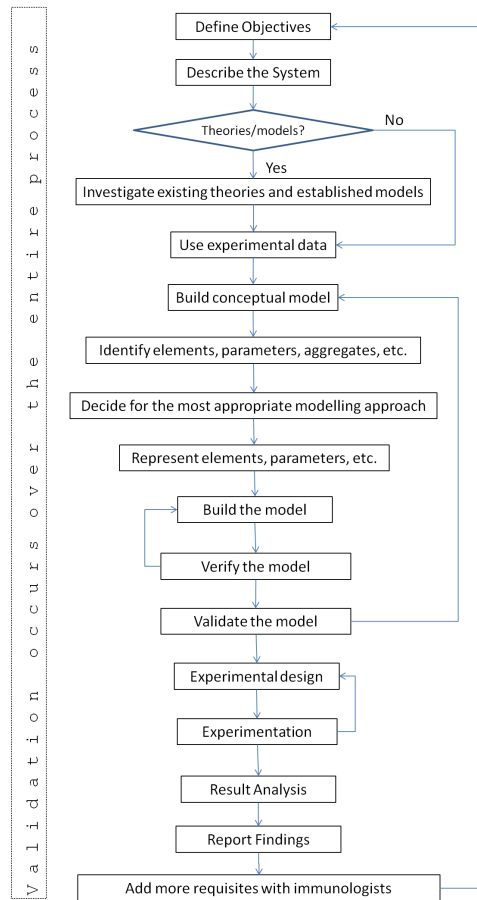 Validation occurs over the entire process
Define Objectives
Describe the System
Theories/models?
No
Yes
Investigate existing theories and established models
Use experimental data
Build conceptual model
Identify elements, parameters, aggregates, etc.
Decide for the most appropriate modelling approach
Represent elements, parameters, etc.
Build the model
Verify the model
Validate the model
Experimental design
Experimentation
Result Analysis
Report Findings
Add more requisites with immunologists